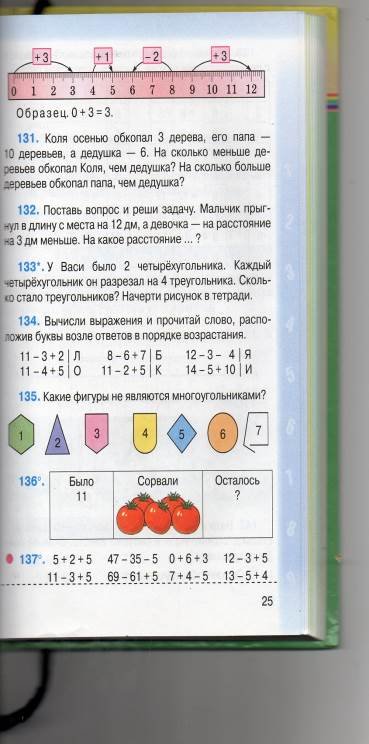 +3 +1 -2 +3
0 1 2 3 4 5 6 7 8 9 10 11 12
Образец. 0 + 3 = 3.
131. Коля осенью обкопал 3 дерева, его папа —
10 деревьев, а дедушка — 6. На сколько меньше де-
ревьев обкопал Коля, чем дедушка? На сколько больше
деревьев обкопал папа, чем дедушка?
132. Поставь вопрос и реши задачу. Мальчик прыг-
нул в длину с места на 12 дм, а девочка — на расстояние
на 3 дм меньше. На какое расстояние ... ?
133*. У Васи было 2 четырёхугольника. Каждый
четырёхугольник он разрезал на 4 треугольника. Сколь-
ко стало треугольников? Начерти рисунок в тетради.
134. Вычисли выражения и прочитай слово, распо-
ложив буквы возле ответов в порядке возрастания.
11 – 3 + 2 | Л 8 – 6 + 7 | Б 12 – 3 – 4 | Я
11 – 4 + 5 | О 11 – 2 + 5 | К 14 – 5 + 10 | И
135. Какие фигуры не являются многоугольниками?
1 2 3 4 5 6 7
136°. Было Сорвали Осталось
11 ?
137°. 5 + 2 + 5 47 – 35 – 5 0 + 6 + 3 12 – 3 + 5
11 – 3 + 5 69 – 61 + 5 7 + 4 – 5 13 – 5 + 4
25